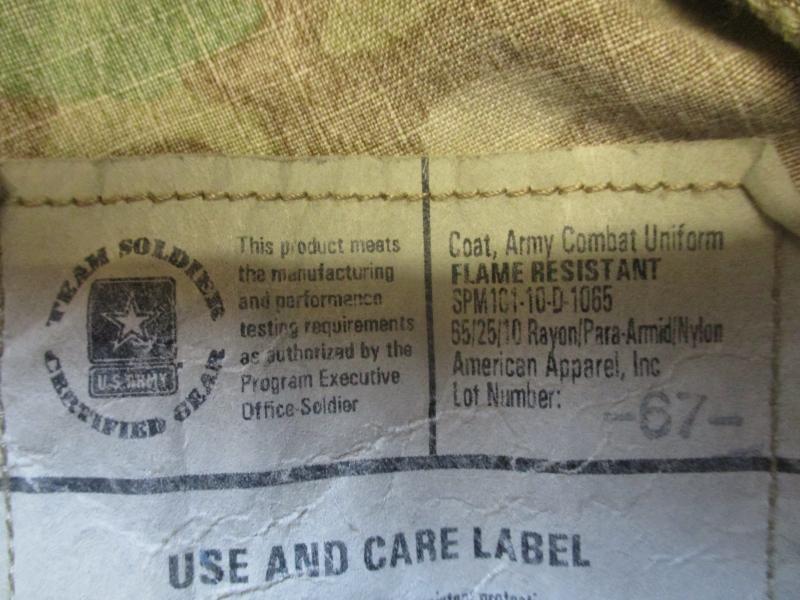 TEAM SOLDIER
U.S. ARMY
CERTIFIED GEAR
This product meets
the manufacturing
and performance
testing requirements
as authorized by the
Program Executive
Office-Soldier
Coat, Army Combat Uniform
FLAME RESISTANT
SPM1C1-10-D-1065
65/25/10 Rayon/Para-Armid/Nylon
American Apparel, Inc
Lot Number:
-67-
USE AND CARE LABEL